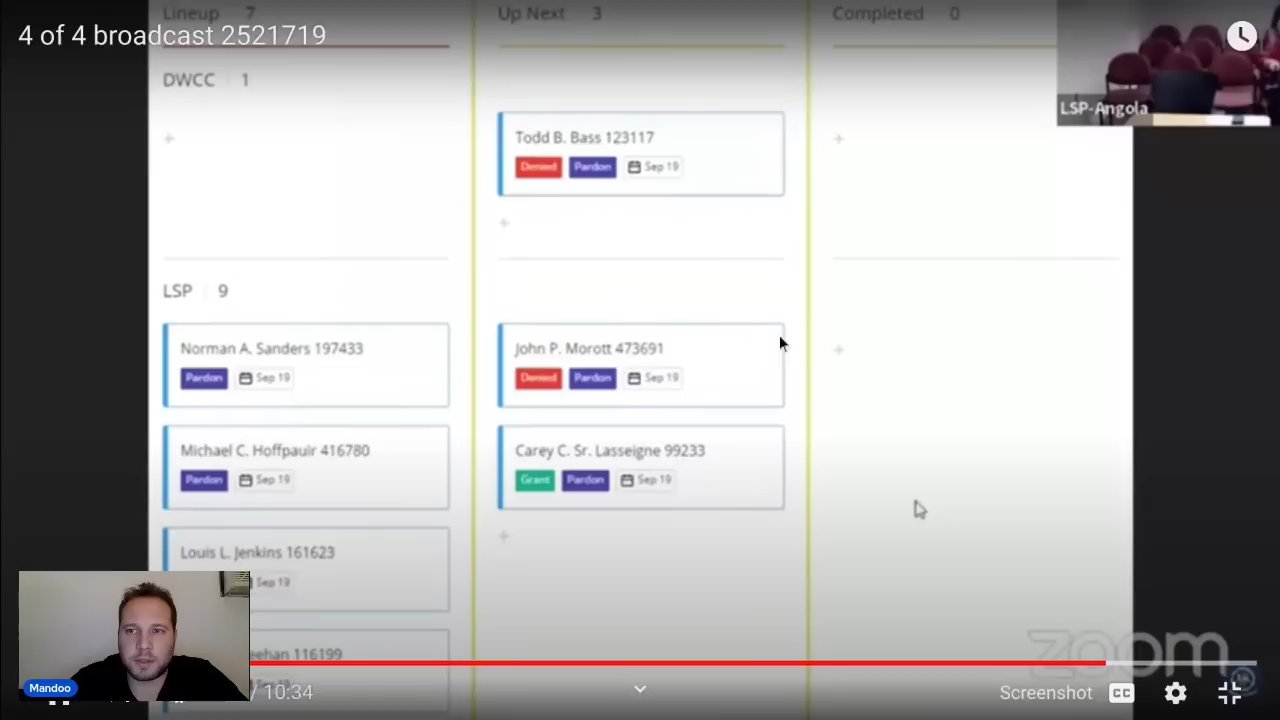 Lineup 7
Up Next 3
Completed 0
4 of 4 broadcast 2521719
DWCC 1
LSP-Angola
Todd B. Bass 123117
Denied Pardon Sep 19
LSP 9
Norman A. Sanders 197433
Pardon Sep 19
John P. Morott 473691
Denied Pardon Sep 19
Michael C. Hoffpauir 416780
Pardon Sep 19
Carey C. Sr. Lasseigne 99233
Grant Pardon Sep 19
Louis L. Jenkins 161623
Sep 19
eehan 116199
zoom
Mandoo
/ 10:34
Screenshot
CC